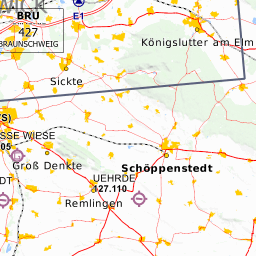 WICK
BRU
427
BRAUNSCHWEIG
E1
Königslutter am Elm
Sickte
(S)
SSE WIESE
05
Groß Denkte
DT
Schöppenstedt
UEHRDE
127.110
Remlingen